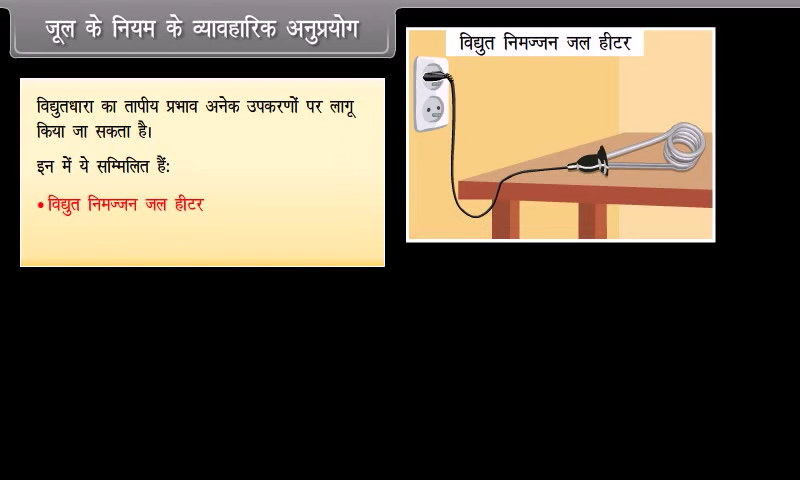 जूल के नियम के व्यावहारिक अनुप्रयोग
विद्युत निमज्जन जल हीटर
विद्युतधारा का तापीय प्रभाव अनेक उपकरणों पर लागू
किया जा सकता है।
इन में ये सम्मिलित हैं:
• विद्युत निमज्जन जल हीटर